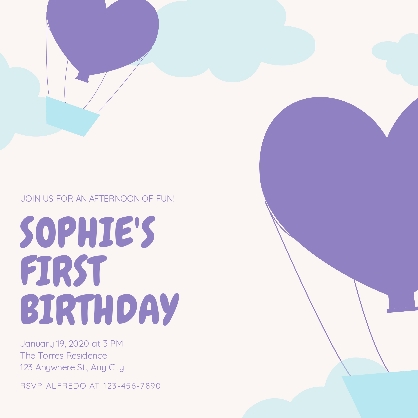 JOIN US FOR AN AFTERNOON OF FUN!
SOPHIE'S
FIRST
BIRTHDAY
January 19, 2020 at 3 PM
The Torres Residence
123 Anywhere St., Any City
RSVP ALFREDO AT 123-456-7890